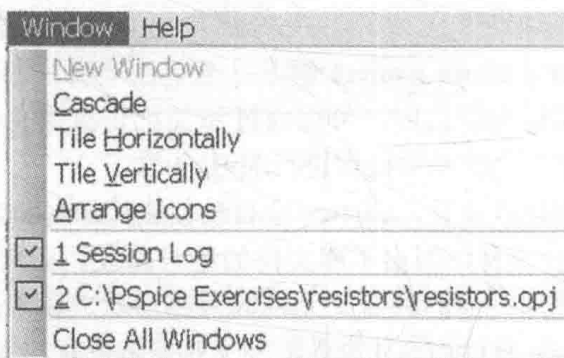 Window Help
New Window
Cascade
Tile Horizontally
Tile Vertically
Arrange Icons
1 Session Log
2 C:\PSpice Exercises\resistors\resistors.opj
Close All Windows